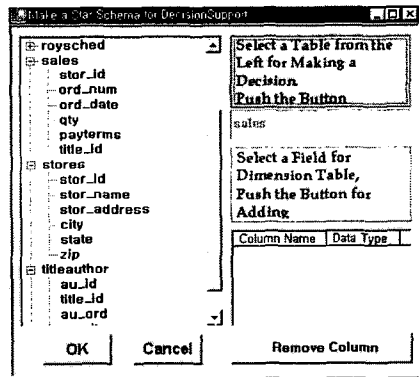 Make a Star Schema for DecisionSupport
roysched
sales
stor_id
ord_num
ord_date
qty
payterms
title_id
stores
stor_id
stor_name
stor_address
city
state
zip
titleauthor
au_id
title_id
au_ord
OK
Cancel
Select a Table from the
Left for Making a
Decision
Push the Button
sales
Select a Field for
Dimension Table,
Push the Button for
Adding
Column Name Data Type
Remove Column